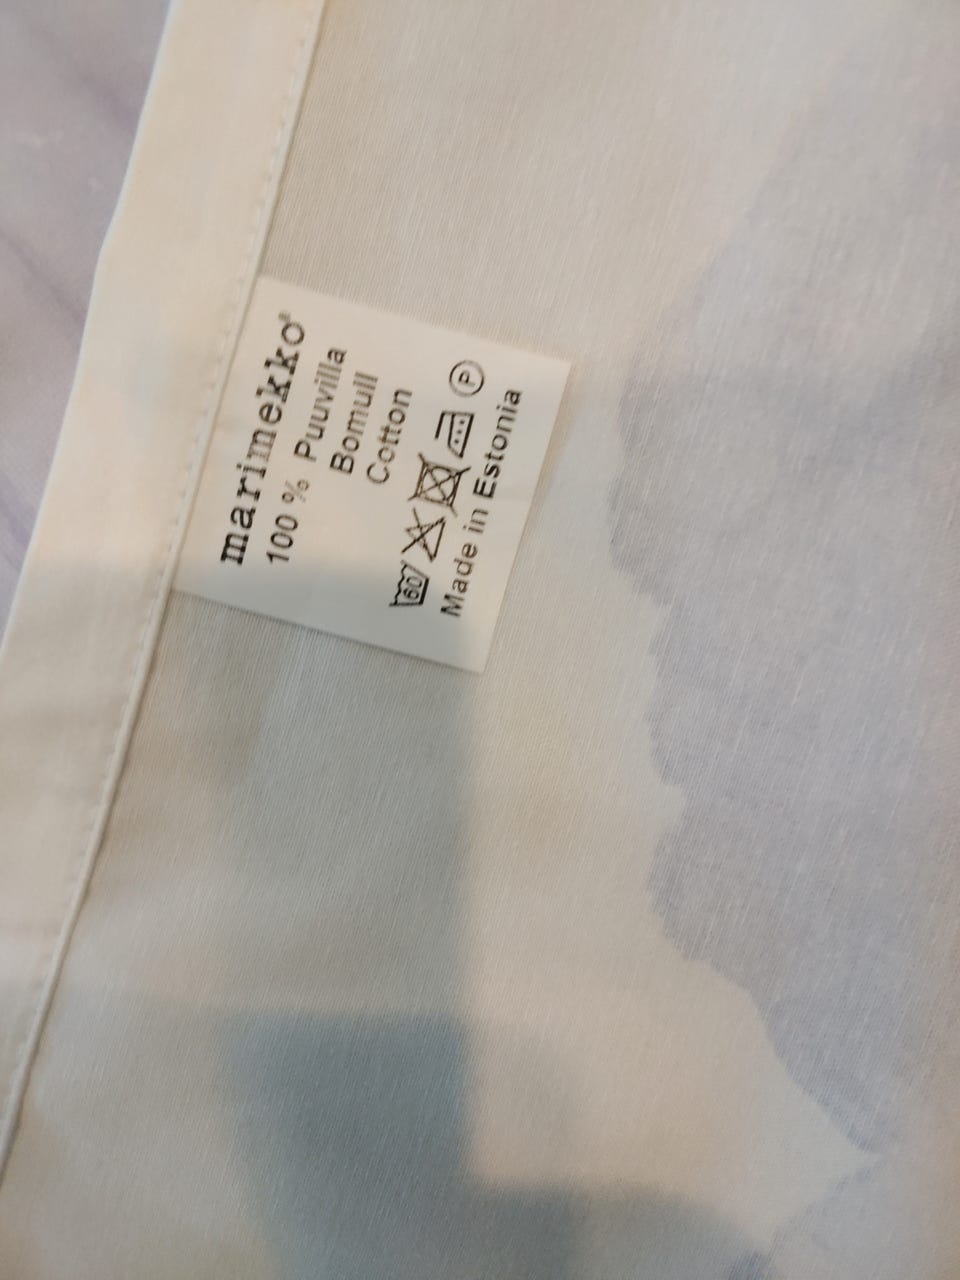 marimekko®
100 % Puuvilla
Bomull
Cotton
60 P
Made in Estonia